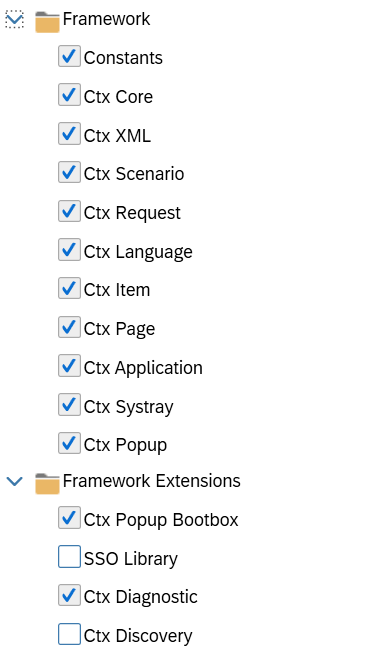 Framework
Constants
Ctx Core
Ctx XML
Ctx Scenario
Ctx Request
Ctx Language
Ctx Item
Ctx Page
Ctx Application
Ctx Systray
Ctx Popup
Framework Extensions
Ctx Popup Bootbox
SSO Library
Ctx Diagnostic
Ctx Discovery